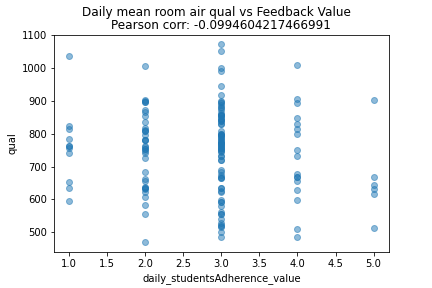 Daily mean room air qual vs Feedback Value
Pearson corr: -0.0994604217466991
1100
1000
900
800
700
600
500
qual
1.0 1.5 2.0 2.5 3.0 3.5 4.0 4.5 5.0
daily_studentsAdherence_value